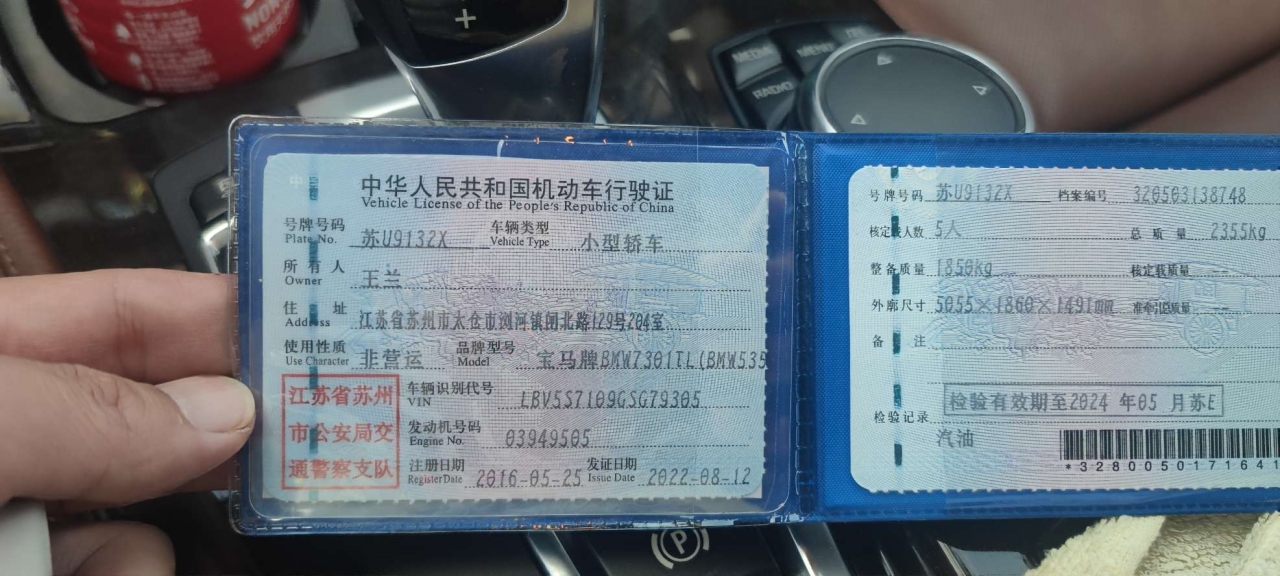 MEDIA
MENU
RADIO
中华人民共和国机动车行驶证
Vehicle License of the People's Republic of China
号牌号码 苏U9132X 车辆类型 小型轿车
Plate No. Vehicle Type
所有人 王兰
Owner
住址 江苏省苏州市太仓市浏河镇闸北路129号204室
Address
使用性质 非营运 品牌型号 宝马牌BMW7301TL(BMW535
Use Character Model
江苏省苏州
市公安局交
通警察支队
车辆识别代号 LBV5S7109GSG79305
VIN
发动机号码 03949505
Engine No.
注册日期 2016-05-25 发证日期 2022-08-12
Register Date Issue Date
号牌号码 苏U9132X 档案编号 320503138748
核定载人数 5人 总质量 2355kg
整备质量 1850kg 核定载质量 --
外廓尺寸 5055×1860×1491mm 准牵引总质量 --
备注
检验记录 检验有效期至2024 年05 月苏E
汽油
*3280050171641
P